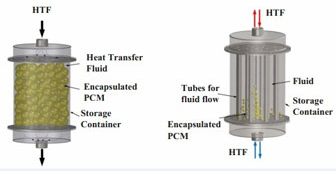 HTF
Heat Transfer
Fluid
Encapsulated
PCM
Storage
Container
HTF
Tubes for
fluid flow
Fluid
Storage
Container
Encapsulated
PCM
HTF